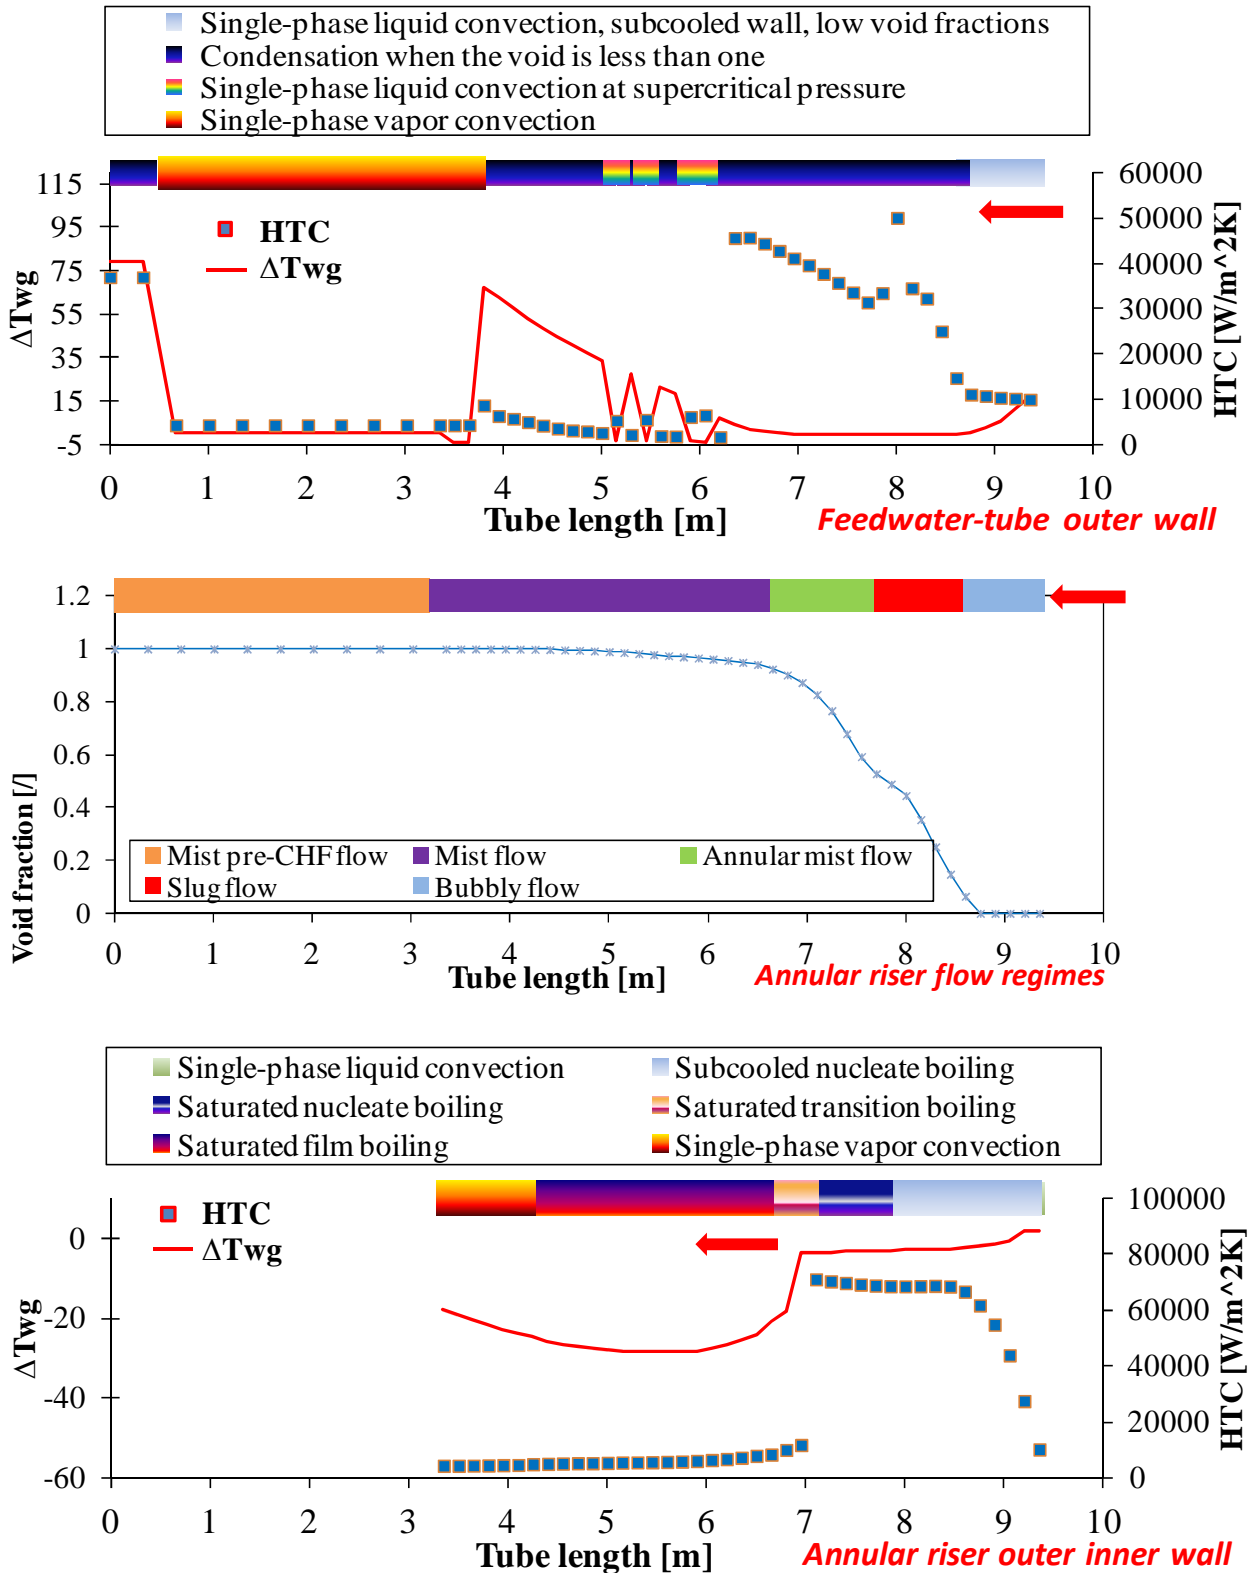 Single-phase liquid convection, subcooled wall, low void fractions
Condensation when the void is less than one
Single-phase liquid convection at supercritical pressure
Single-phase vapor convection
115
95
75
55
35
15
-5
ΔTwg
HTC
ΔTwg
60000
50000
40000
30000
20000
10000
0
HTC [W/m^2K]
0 1 2 3 4 5 6 7 8 9 10
Tube length [m]
Feedwater-tube outer wall
1.2
1
0.8
0.6
0.4
0.2
0
Void fraction [/]
Mist pre-CHF flow Mist flow Annular mist flow
Slug flow Bubbly flow
0 1 2 3 4 5 6 7 8 9 10
Tube length [m]
Annular riser flow regimes
Single-phase liquid convection Subcooled nucleate boiling
Saturated nucleate boiling Saturated transition boiling
Saturated film boiling Single-phase vapor convection
0
-20
-40
-60
ΔTwg
HTC
ΔTwg
100000
80000
60000
40000
20000
0
HTC [W/m^2K]
0 1 2 3 4 5 6 7 8 9 10
Tube length [m]
Annular riser outer inner wall